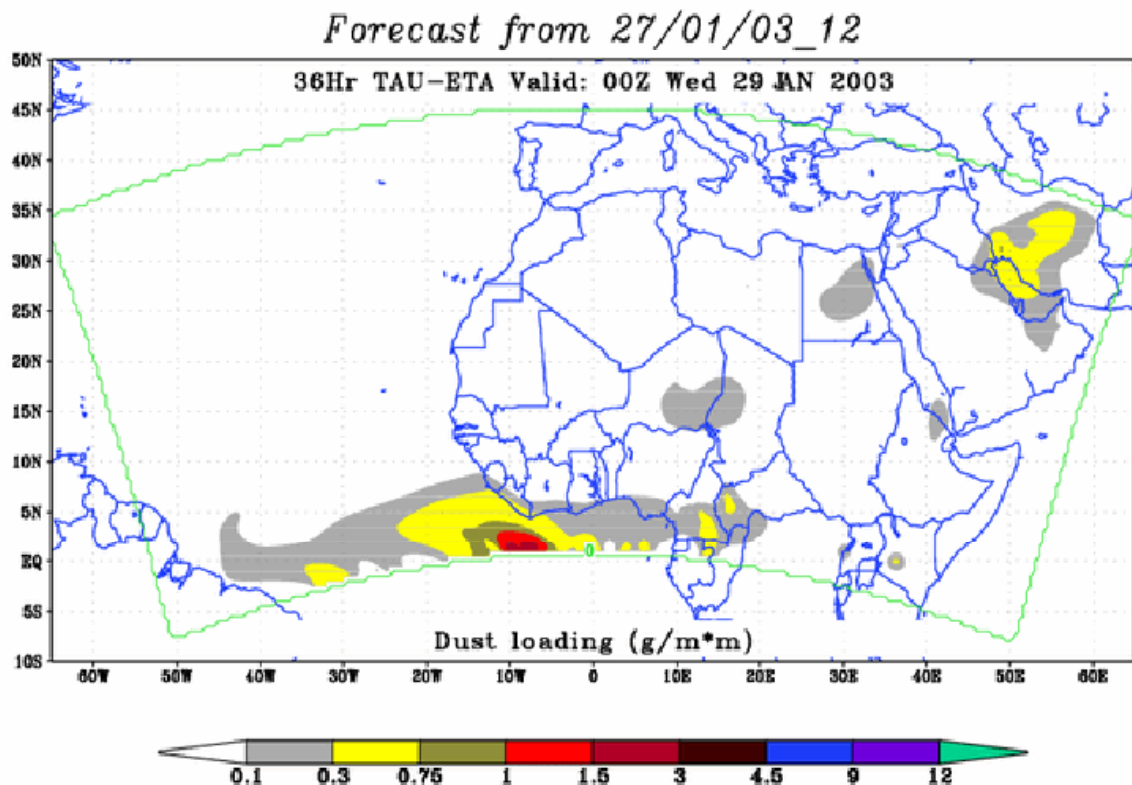 Forecast from 27/01/03_12
36Hr TAU-ETA Valid: 00Z Wed 29 JAN 2003
50N
45N
40N
35N
30N
25N
20N
15N
10N
5N
EQ
5S
10S
0
5
Dust loading (g/m*m)
60W 50W 40W 30W 20W 10W 0 10E 20E 30E 40E 50E 60E
0.1 0.3 0.75 1 1.5 3 4.5 9 12